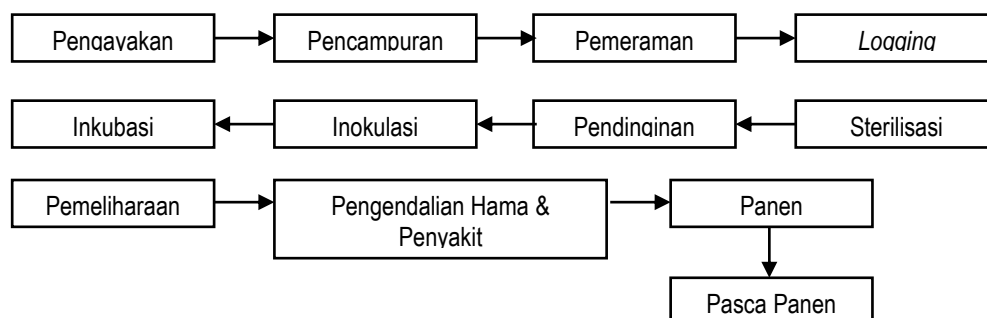 Pengayakan
Pencampuran
Pemeraman
Logging
Inkubasi
Inokulasi
Pendinginan
Sterilisasi
Pemeliharaan
Pengendalian Hama &
Penyakit
Panen
Pasca Panen